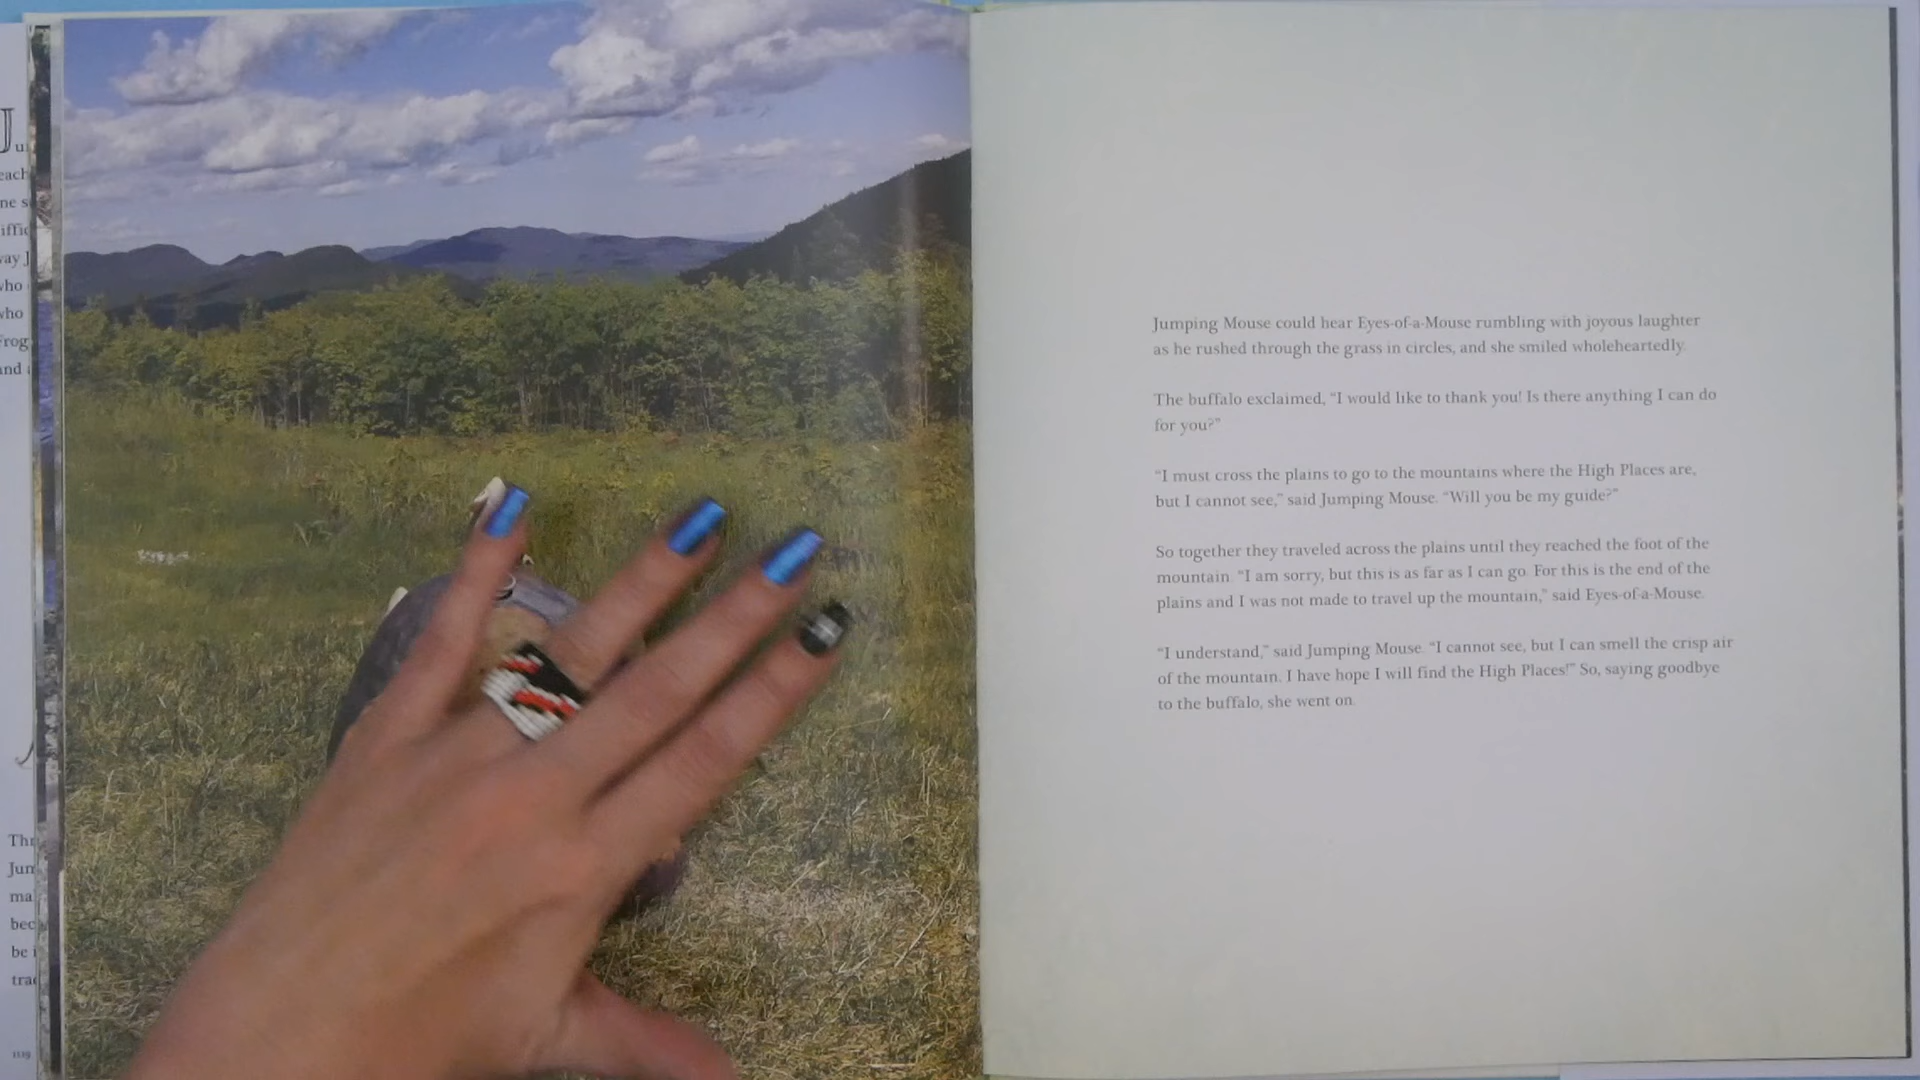 Jumping Mouse could hear Eyes-of-a-Mouse rumbling with joyous laughter
as he rushed through the grass in circles, and she smiled wholeheartedly.
The buffalo exclaimed, “I would like to thank you! Is there anything I can do
for you?”
“I must cross the plains to go to the mountains where the High Places are,
but I cannot see,” said Jumping Mouse. “Will you be my guide?”
So together they traveled across the plains until they reached the foot of the
mountain. “I am sorry, but this is as far as I can go. For this is the end of the
plains and I was not made to travel up the mountain,” said Eyes-of-a-Mouse.
“I understand,” said Jumping Mouse. “I cannot see, but I can smell the crisp air
of the mountain. I have hope I will find the High Places!” So, saying goodbye
to the buffalo, she went on.